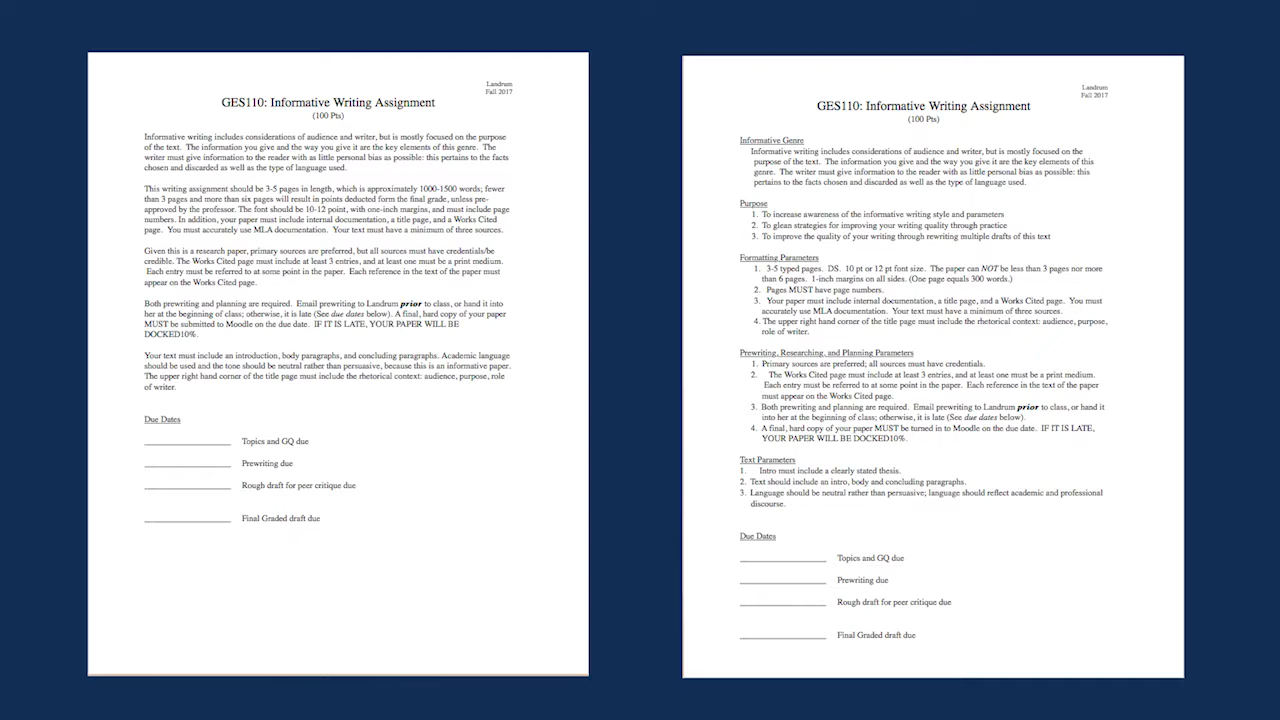 Landrum
Fall 2017
GES110: Informative Writing Assignment
(100 Pts)
Informative writing includes considerations of audience and writer, but is mostly focused on the purpose
of the text. The information you give and the way you give it are the key elements of this genre. The
writer must give information to the reader with as little personal bias as possible: this pertains to the facts
chosen and discarded as well as the type of language used.
This writing assignment should be 3-5 pages in length, which is approximately 1000-1500 words; fewer
than 3 pages and more than six pages will result in points deducted form the final grade, unless pre-
approved by the professor. The font should be 10-12 point, with one-inch margins, and must include page
numbers. In addition, your paper must include internal documentation, a title page, and a Works Cited
page. You must accurately use MLA documentation. Your text must have a minimum of three sources.
Given this is a research paper, primary sources are preferred, but all sources must have credentials/be
credible. The Works Cited page must include at least 3 entries, and at least one must be a print medium.
Each entry must be referred to at some point in the paper. Each reference in the text of the paper must
appear on the Works Cited page.
Both prewriting and planning are required. Email prewriting to Landrum prior to class, or hand it into
her at the beginning of class; otherwise, it is late (See due dates below). A final, hard copy of your paper
MUST be submitted to Moodle on the due date. IF IT IS LATE, YOUR PAPER WILL BE
DOCKED10%.
Your text must include an introduction, body paragraphs, and concluding paragraphs. Academic language
should be used and the tone should be neutral rather than persuasive, because this is an informative paper.
The upper right hand corner of the title page must include the rhetorical context: audience, purpose, role
of writer.
Due Dates
Topics and GQ due
Prewriting due
Rough draft for peer critique due
Final Graded draft due
Landrum
Fall 2017
GES110: Informative Writing Assignment
(100 Pts)
Informative Genre
Informative writing includes considerations of audience and writer, but is mostly focused on the
purpose of the text. The information you give and the way you give it are the key elements of this
genre. The writer must give information to the reader with as little personal bias as possible: this
pertains to the facts chosen and discarded as well as the type of language used.
Purpose
1. To increase awareness of the informative writing style and parameters
2. To glean strategies for improving your writing quality through practice
3. To improve the quality of your writing through rewriting multiple drafts of this text
Formatting Parameters
1. 3-5 typed pages. DS. 10 pt or 12 pt font size. The paper can NOT be less than 3 pages nor more
than 6 pages. 1-inch margins on all sides. (One page equals 300 words.)
2. Pages MUST have page numbers.
3. Your paper must include internal documentation, a title page, and a Works Cited page. You must
accurately use MLA documentation. Your text must have a minimum of three sources.
4. The upper right hand corner of the title page must include the rhetorical context: audience, purpose,
role of writer.
Prewriting, Researching, and Planning Parameters
1. Primary sources are preferred; all sources must have credentials.
2. The Works Cited page must include at least 3 entries, and at least one must be a print medium.
Each entry must be referred to at some point in the paper. Each reference in the text of the paper
must appear on the Works Cited page.
3. Both prewriting and planning are required. Email prewriting to Landrum prior to class, or hand it
into her at the beginning of class; otherwise, it is late (See due dates below).
4. A final, hard copy of your paper MUST be turned in to Moodle on the due date. IF IT IS LATE,
YOUR PAPER WILL BE DOCKED10%.
Text Parameters
1. Intro must include a clearly stated thesis.
2. Text should include an intro, body and concluding paragraphs.
3. Language should be neutral rather than persuasive; language should reflect academic and professional
discourse.
Due Dates
Topics and GQ due
Prewriting due
Rough draft for peer critique due
Final Graded draft due